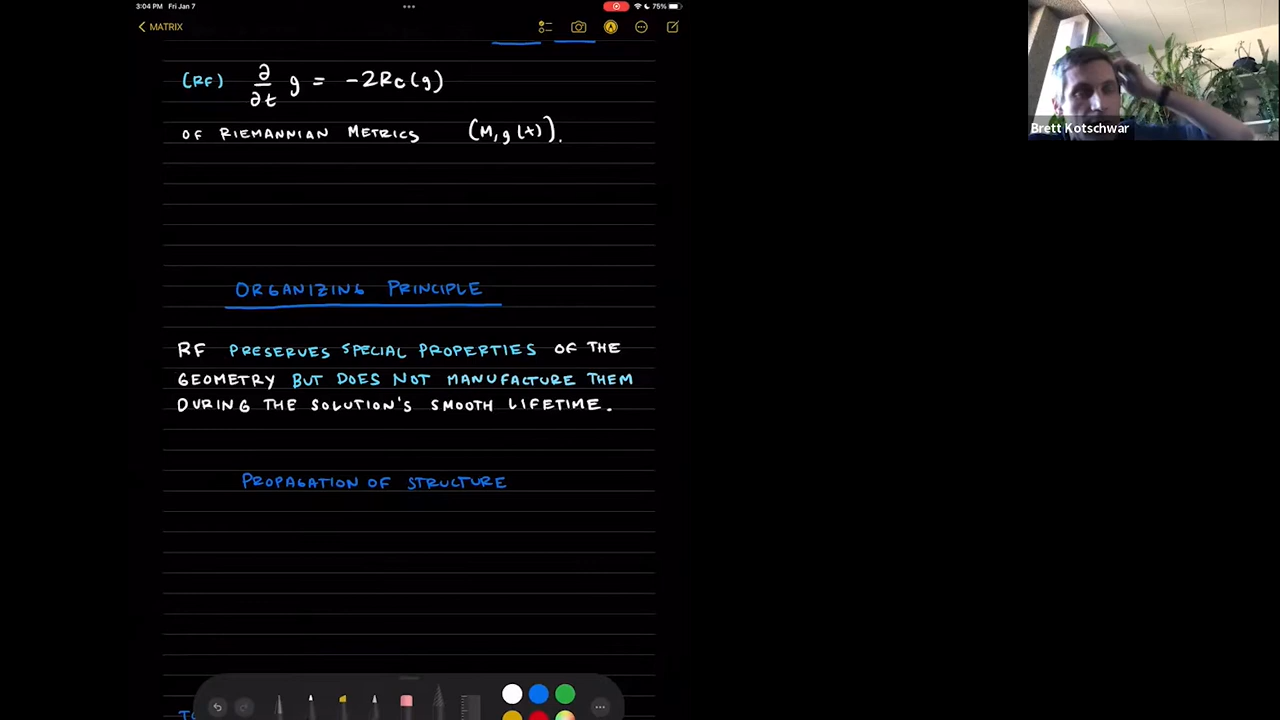 3:04 PM Fri Jan 7
75%
MATRIX
(RF) ∂/∂t g = -2Rc(g)
OF RIEMANNIAN METRICS (M, g(t)).
ORGANIZING PRINCIPLE
RF PRESERVES SPECIAL PROPERTIES OF THE
GEOMETRY BUT DOES NOT MANUFACTURE THEM
DURING THE SOLUTION'S SMOOTH LIFETIME.
PROPAGATION OF STRUCTURE
Brett Kotschwar